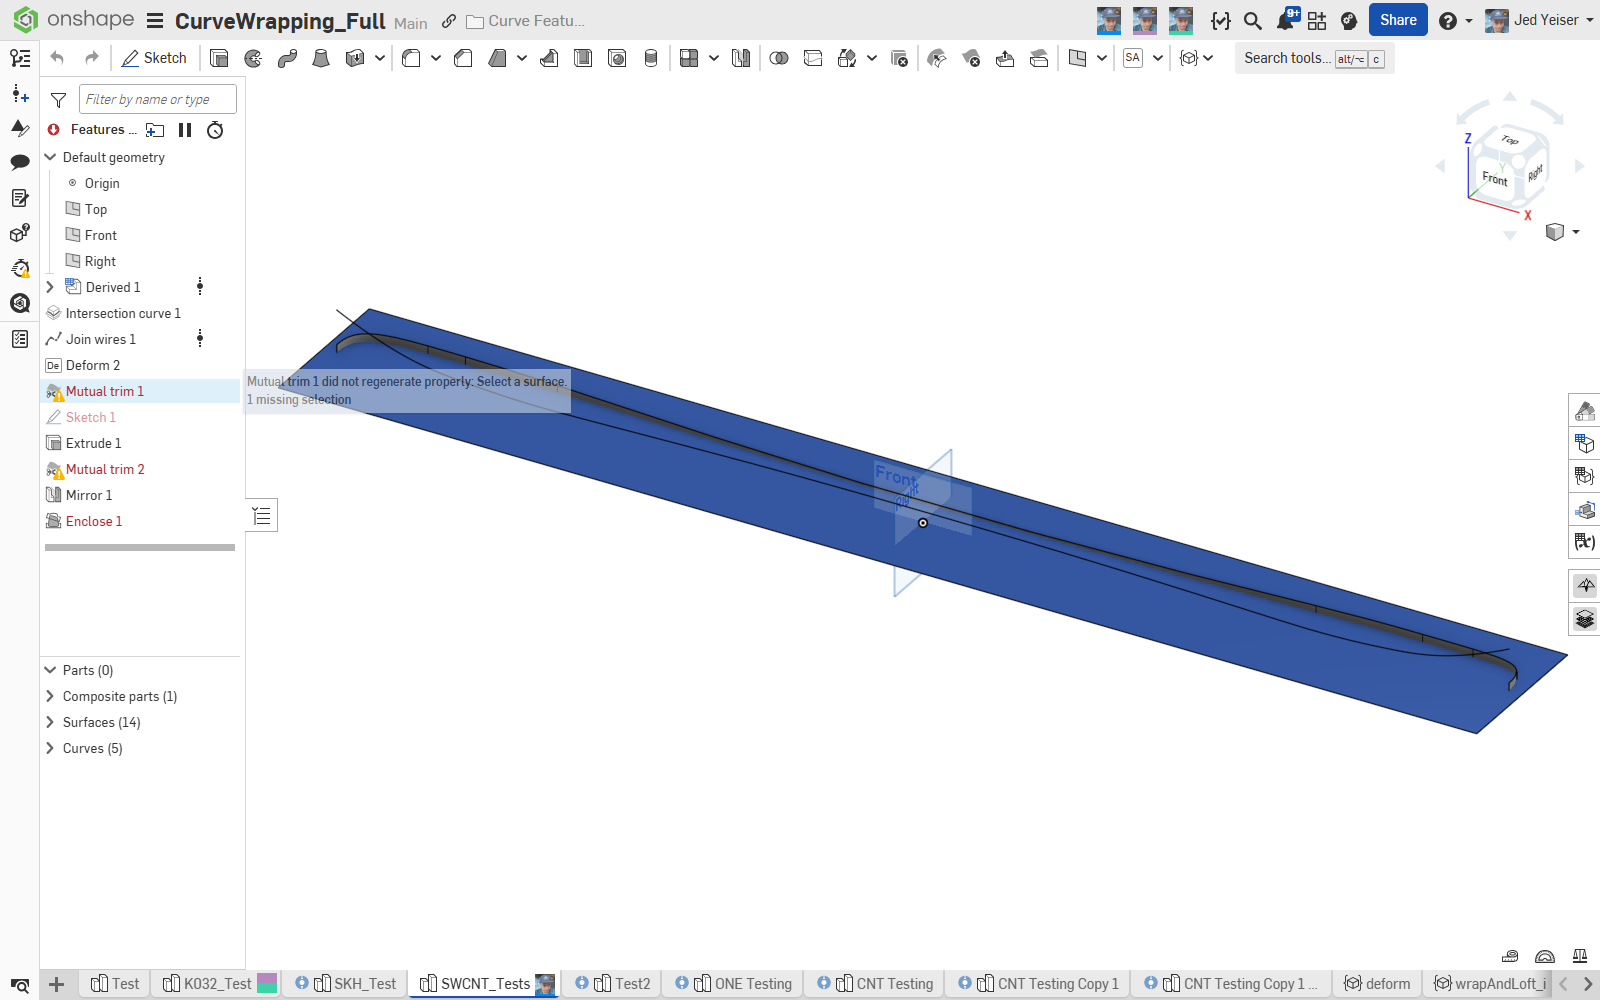 onshape CurveWrapping_Full Main Curve Featu... 9+ Share Jed Yeiser
Sketch SA Search tools... alt/⌥ c
Filter by name or type
Features ...
Default geometry
Origin
Top
Front
Right
Derived 1
Intersection curve 1
Join wires 1
De Deform 2
Mutual trim 1
Mutual trim 1 did not regenerate properly: Select a surface.
1 missing selection
Sketch 1
Extrude 1
Mutual trim 2
Mirror 1
Enclose 1
Parts (0)
Composite parts (1)
Surfaces (14)
Curves (5)
Z
Top
Y
Front
Right
X
Front
Right
Test K032_Test SKH_Test SWCNT_Tests Test2 ONE Testing CNT Testing CNT Testing Copy 1 CNT Testing Copy 1 ... deform wrapAndLoft_i